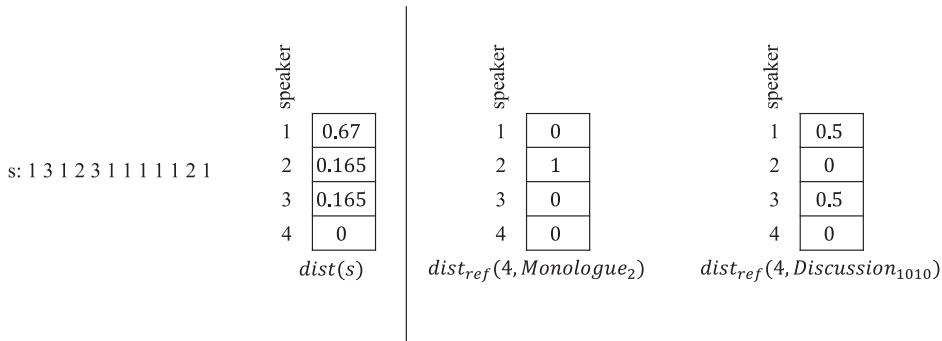 s: 1 3 1 2 3 1 1 1 1 1 2 1
speaker
1 0.67
2 0.165
3 0.165
4 0
dist(s)
speaker
1 0
2 1
3 0
4 0
dist_ref(4, Monologue_2)
speaker
1 0.5
2 0
3 0.5
4 0
dist_ref(4, Discussion_1010)